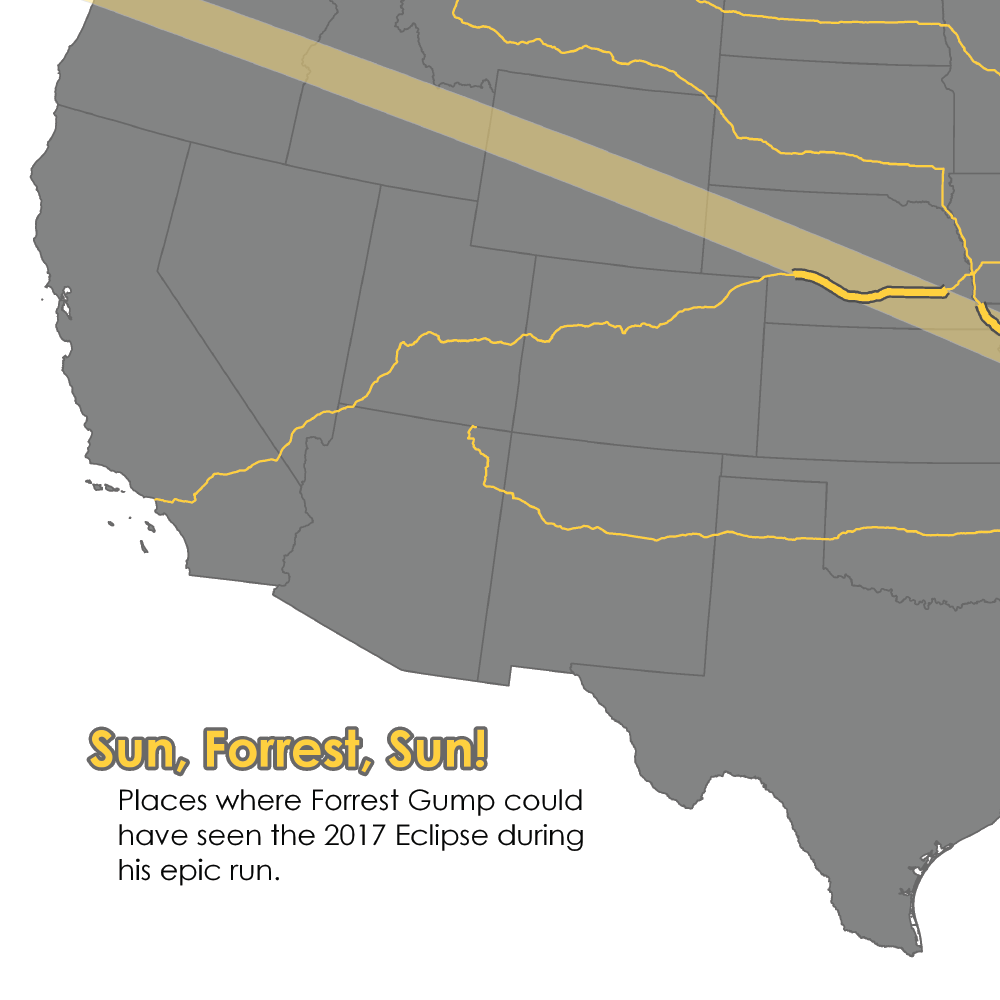 Sun, Forrest, Sun!
Places where Forrest Gump could
have seen the 2017 Eclipse during
his epic run.